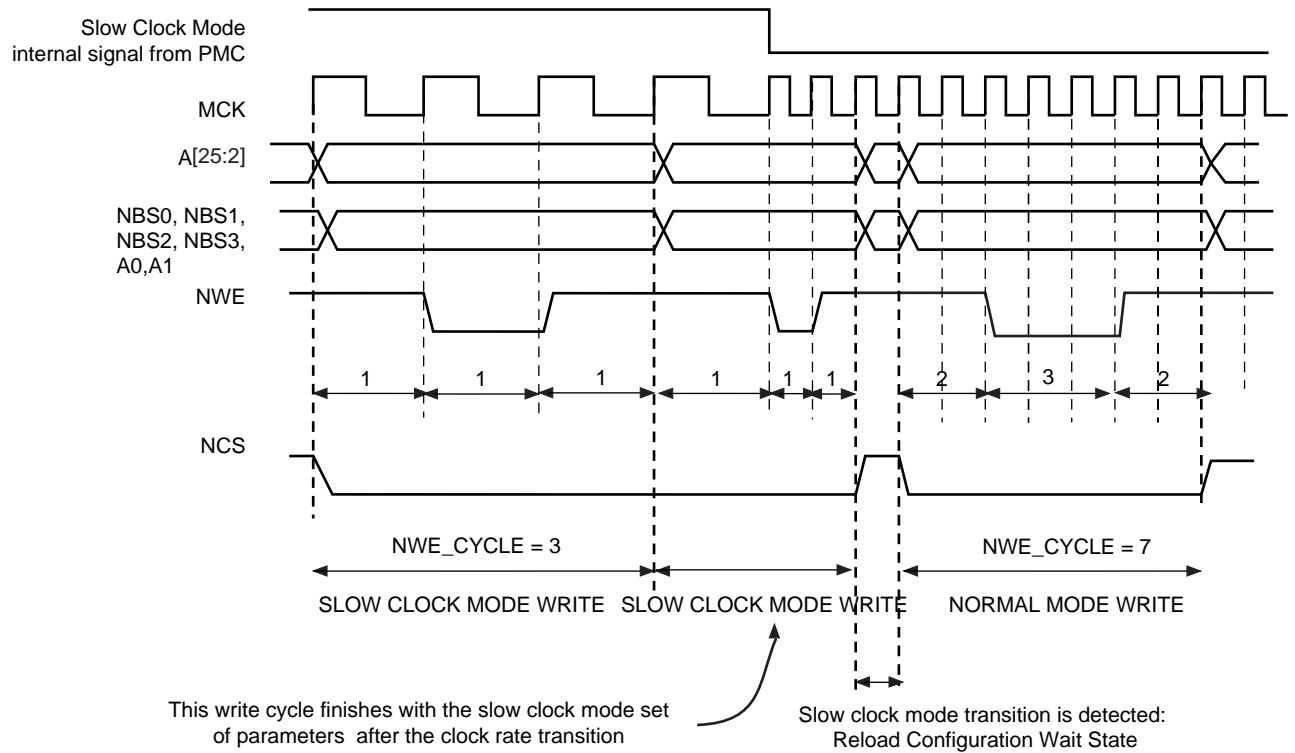 Slow Clock Mode
internal signal from PMC
MCK
A[25:2]
NBS0, NBS1,
NBS2, NBS3,
A0,A1
NWE
1 1 1 1 1 1 2 3 2
NCS
NWE_CYCLE = 3 NWE_CYCLE = 7
SLOW CLOCK MODE WRITE SLOW CLOCK MODE WRITE NORMAL MODE WRITE
This write cycle finishes with the slow clock mode set
of parameters after the clock rate transition
Slow clock mode transition is detected:
Reload Configuration Wait State